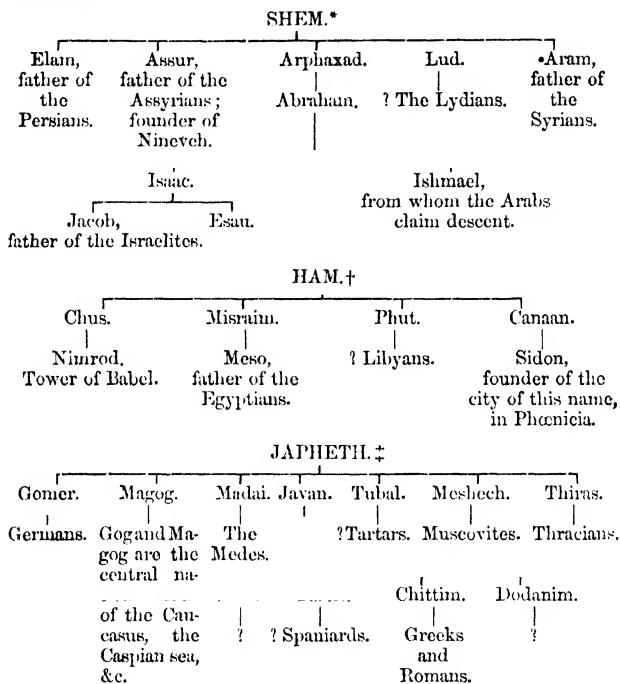 SHEM.*
Elam, Assur, Arphaxad. Lud. •Aram,
father of father of the father of
the Assyrians; Abraham. ? The Lydians. the
Persians. founder of Syrians.
Nineveh.
Isaac. Ishmael,
from whom the Arabs
Jacob, Esau. claim descent.
father of the Israelites.
HAM.†
Chus. Misraim. Phut. Canaan.
Nimrod. Meso, ? Libyans. Sidon,
Tower of Babel. father of the founder of the
Egyptians. city of this name,
in Phœnicia.
JAPHETH.‡
Gomer. Magog. Madai. Javan. Tubal. Meshech. Thiras.
Germans. Gog and Ma- The ? Tartars. Muscovites. Thracians.
gog are the Medes.
central na-
Chittim. Dodanim.
of the Cau-
casus, the ? ? Spaniards. Greeks ?
Caspian sea, and
&c. Romans.